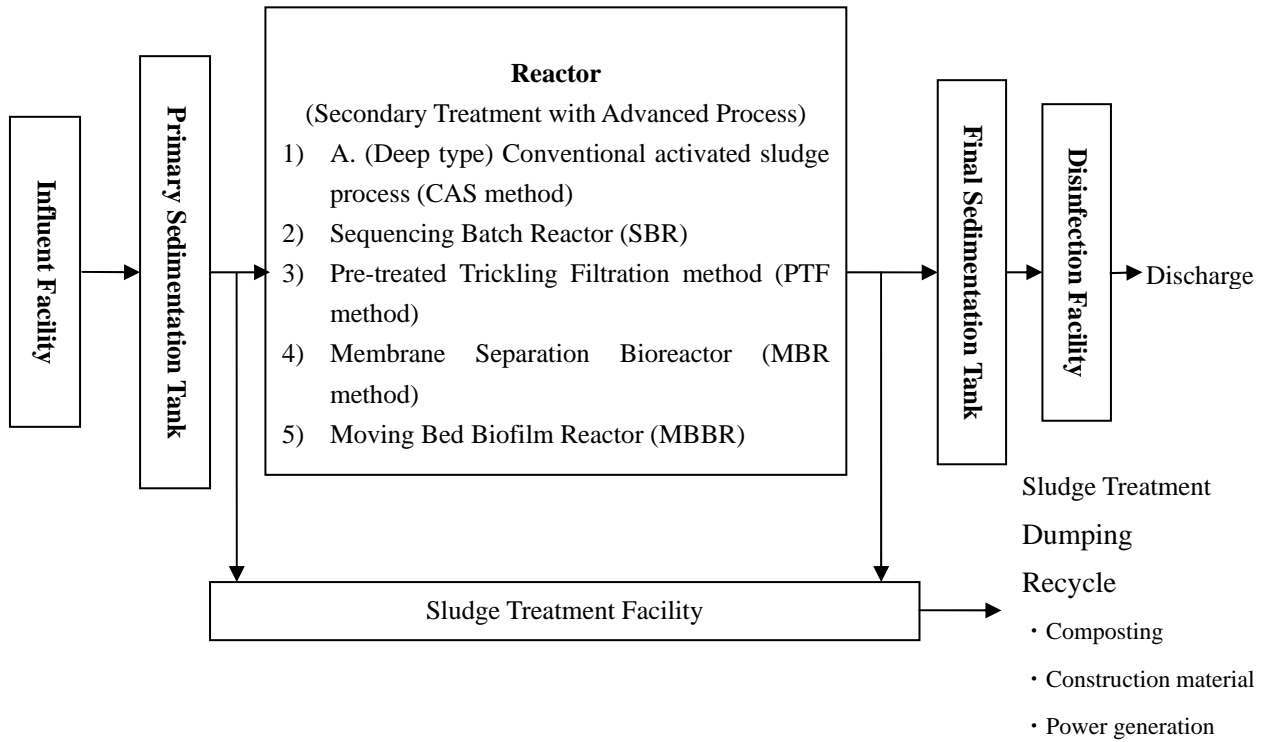 Influent Facility
Primary Sedimentation Tank
Reactor
(Secondary Treatment with Advanced Process)
1) A. (Deep type) Conventional activated sludge
process (CAS method)
2) Sequencing Batch Reactor (SBR)
3) Pre-treated Trickling Filtration method (PTF
method)
4) Membrane Separation Bioreactor (MBR
method)
5) Moving Bed Biofilm Reactor (MBBR)
Final Sedimentation Tank
Disinfection Facility
Discharge
Sludge Treatment Facility
Sludge Treatment
Dumping
Recycle
・Composting
・Construction material
・Power generation